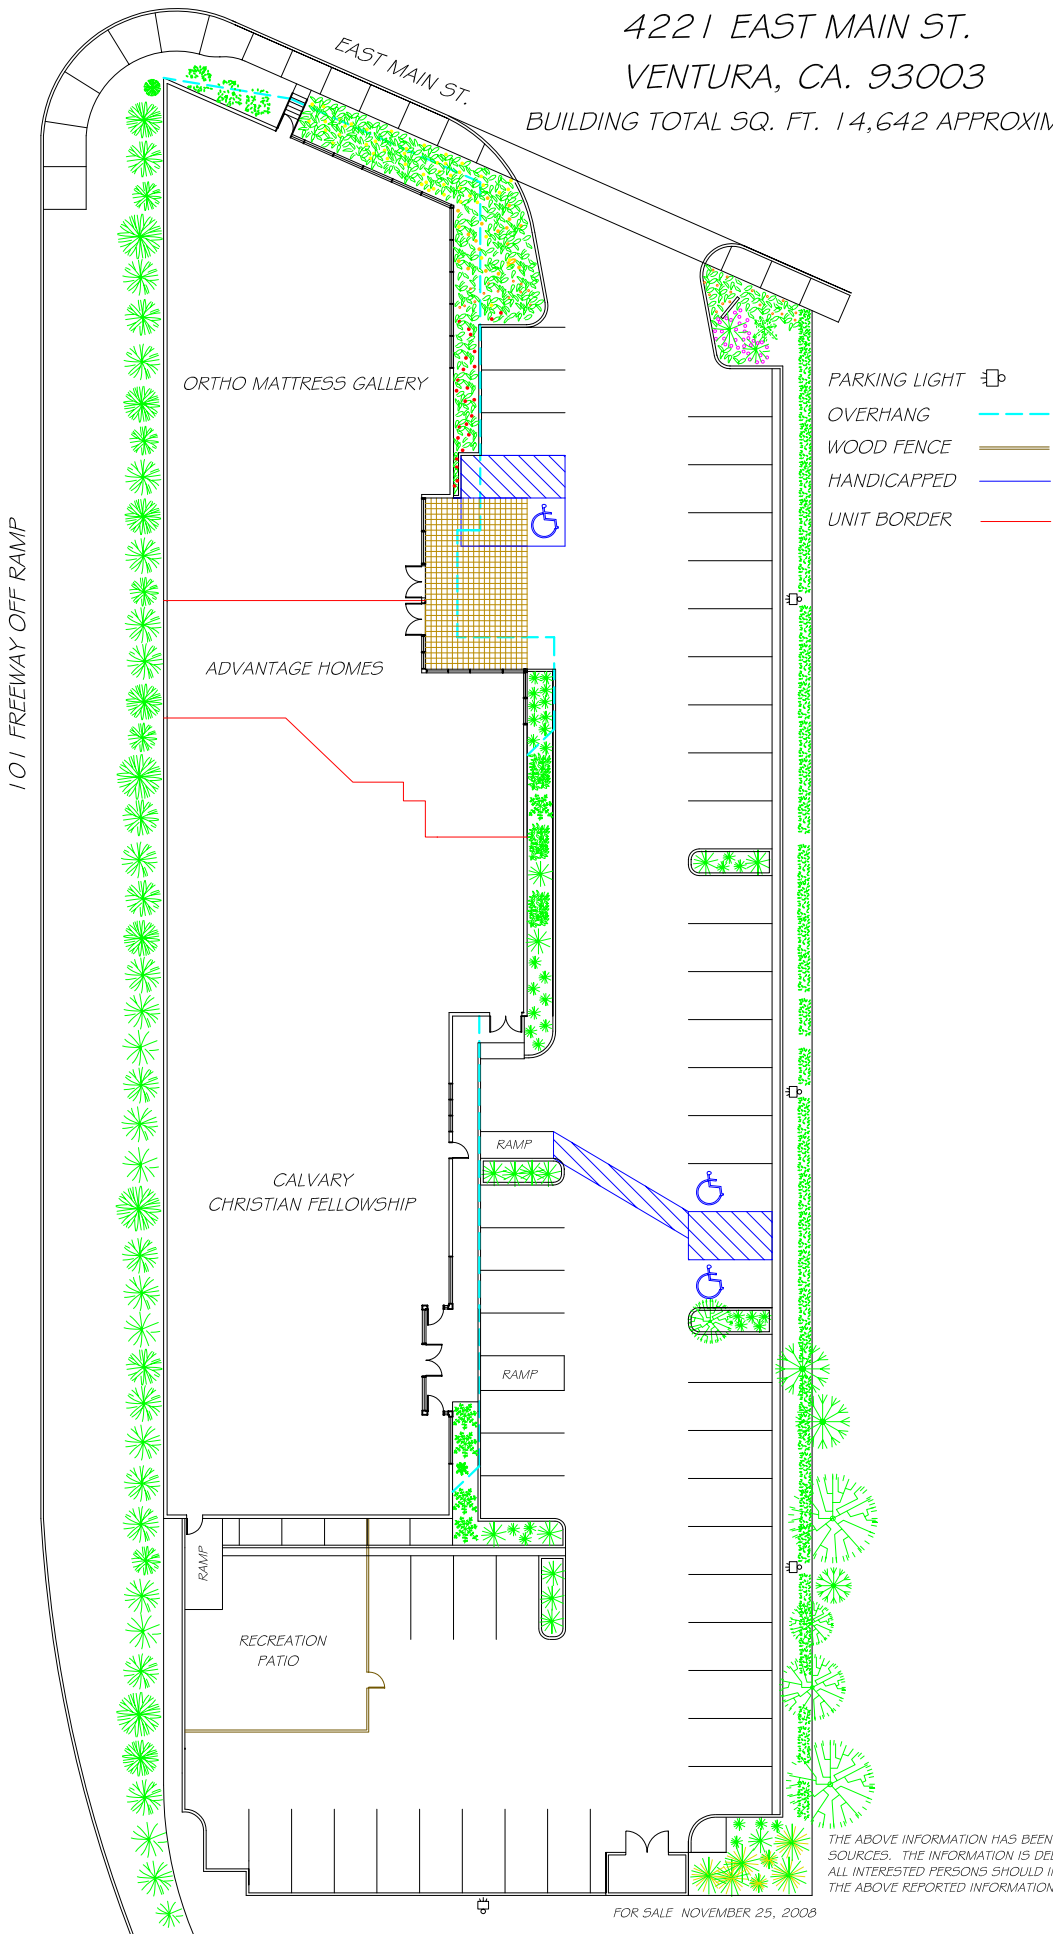 4221 EAST MAIN ST.
VENTURA, CA. 93003
BUILDING TOTAL SQ. FT. 14,642
EAST MAIN ST.
ORTHO MATTRESS GALLERY
PARKING LIGHT
OVERHANG
WOOD FENCE
HANDICAPPED
UNIT BORDER
101 FREEWAY OFF RAMP
ADVANTAGE HOMES
RAMP
CALVARY
CHRISTIAN FELLOWSHIP
RAMP
RAMP
RECREATION
PATIO
THE ABOVE INFORMATION HAS BEEN
SOURCES. THE INFORMATION IS
ALL INTERESTED PERSONS SHOULD
THE ABOVE REPORTED INFORMATION
FOR SALE NOVEMBER 25, 2008